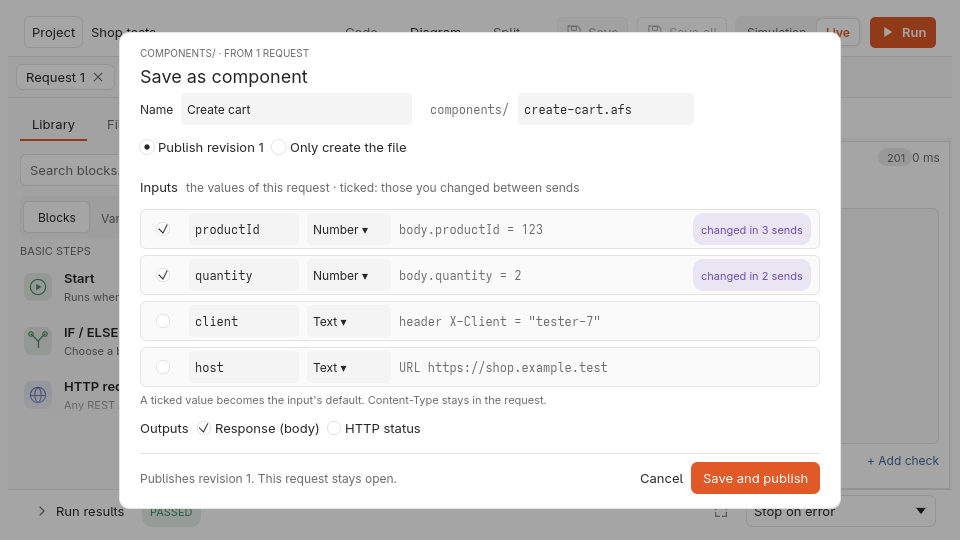 Project
Request 1
Library
Search blocks.
Blocks
BASIC STEPS
Start
Runs wher
IF / ELSE
Choose a b
HTTP req
Any REST
Run results
PASSED
COMPONENTS/ · FROM 1 REQUEST
Save as component
Name Create cart components/ create-cart.afs
Publish revision 1 Only create the file
Inputs the values of this request · ticked: those you changed between sends
productId Number ▾ body.productId = 123 changed in 3 sends
quantity Number ▾ body.quantity = 2 changed in 2 sends
client Text ▾ header X-Client = "tester-7"
host Text ▾ URL https://shop.example.test
A ticked value becomes the input's default. Content-Type stays in the request.
Outputs Response (body) HTTP status
Publishes revision 1. This request stays open. Cancel Save and publish
Run
201 0 ms
+ Add check
Stop on error